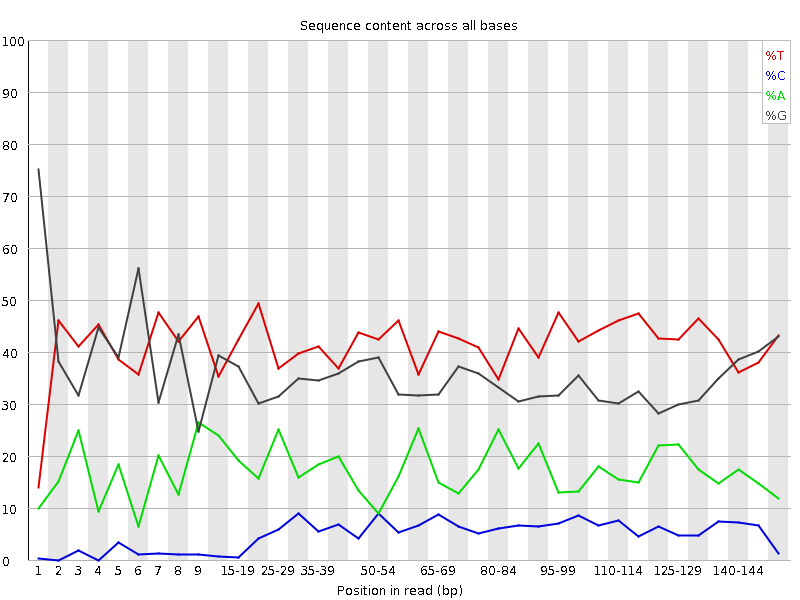 Sequence content across all bases
100
90
80
70
60
50
40
30
20
10
0
%T
%C
%A
%G
1 2 3 4 5 6 7 8 9 15-19 25-29 35-39 50-54 65-69 80-84 95-99 110-114 125-129 140-144
Position in read (bp)